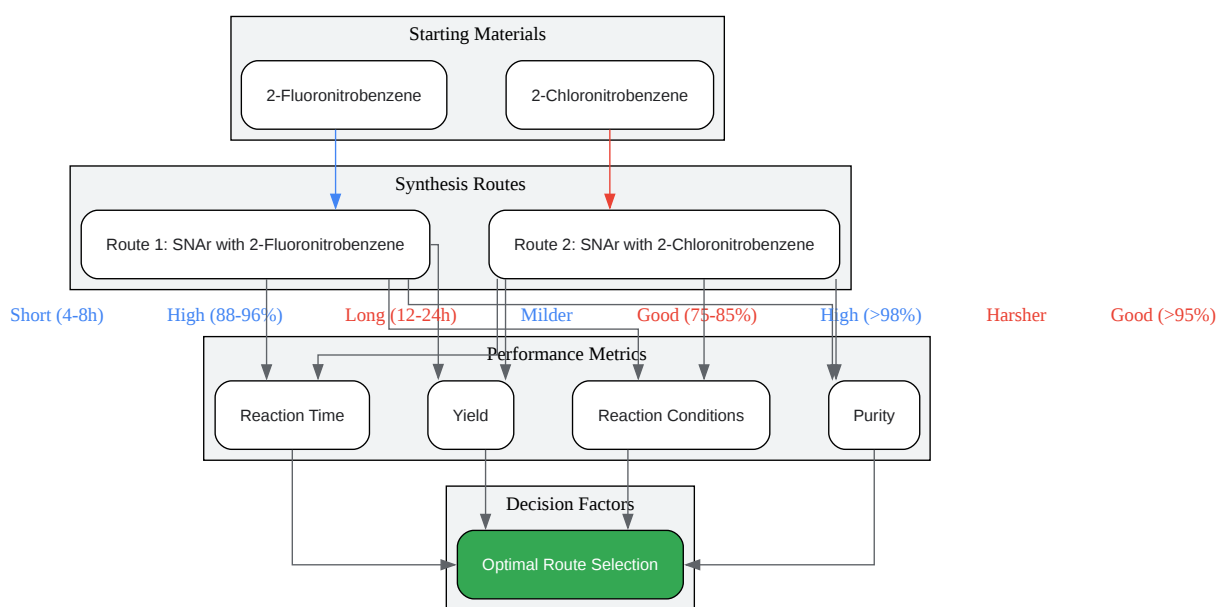 Starting Materials
2-Fluoronitrobenzene
2-Chloronitrobenzene
Synthesis Routes
Route 1: SNAr with 2-Fluoronitrobenzene
Route 2: SNAr with 2-Chloronitrobenzene
Short (4-8h)
High (88-96%)
Long (12-24h)
Milder
Good (75-85%)
High (>98%)
Harsher
Good (>95%)
Performance Metrics
Reaction Time
Yield
Reaction Conditions
Purity
Decision Factors
Optimal Route Selection